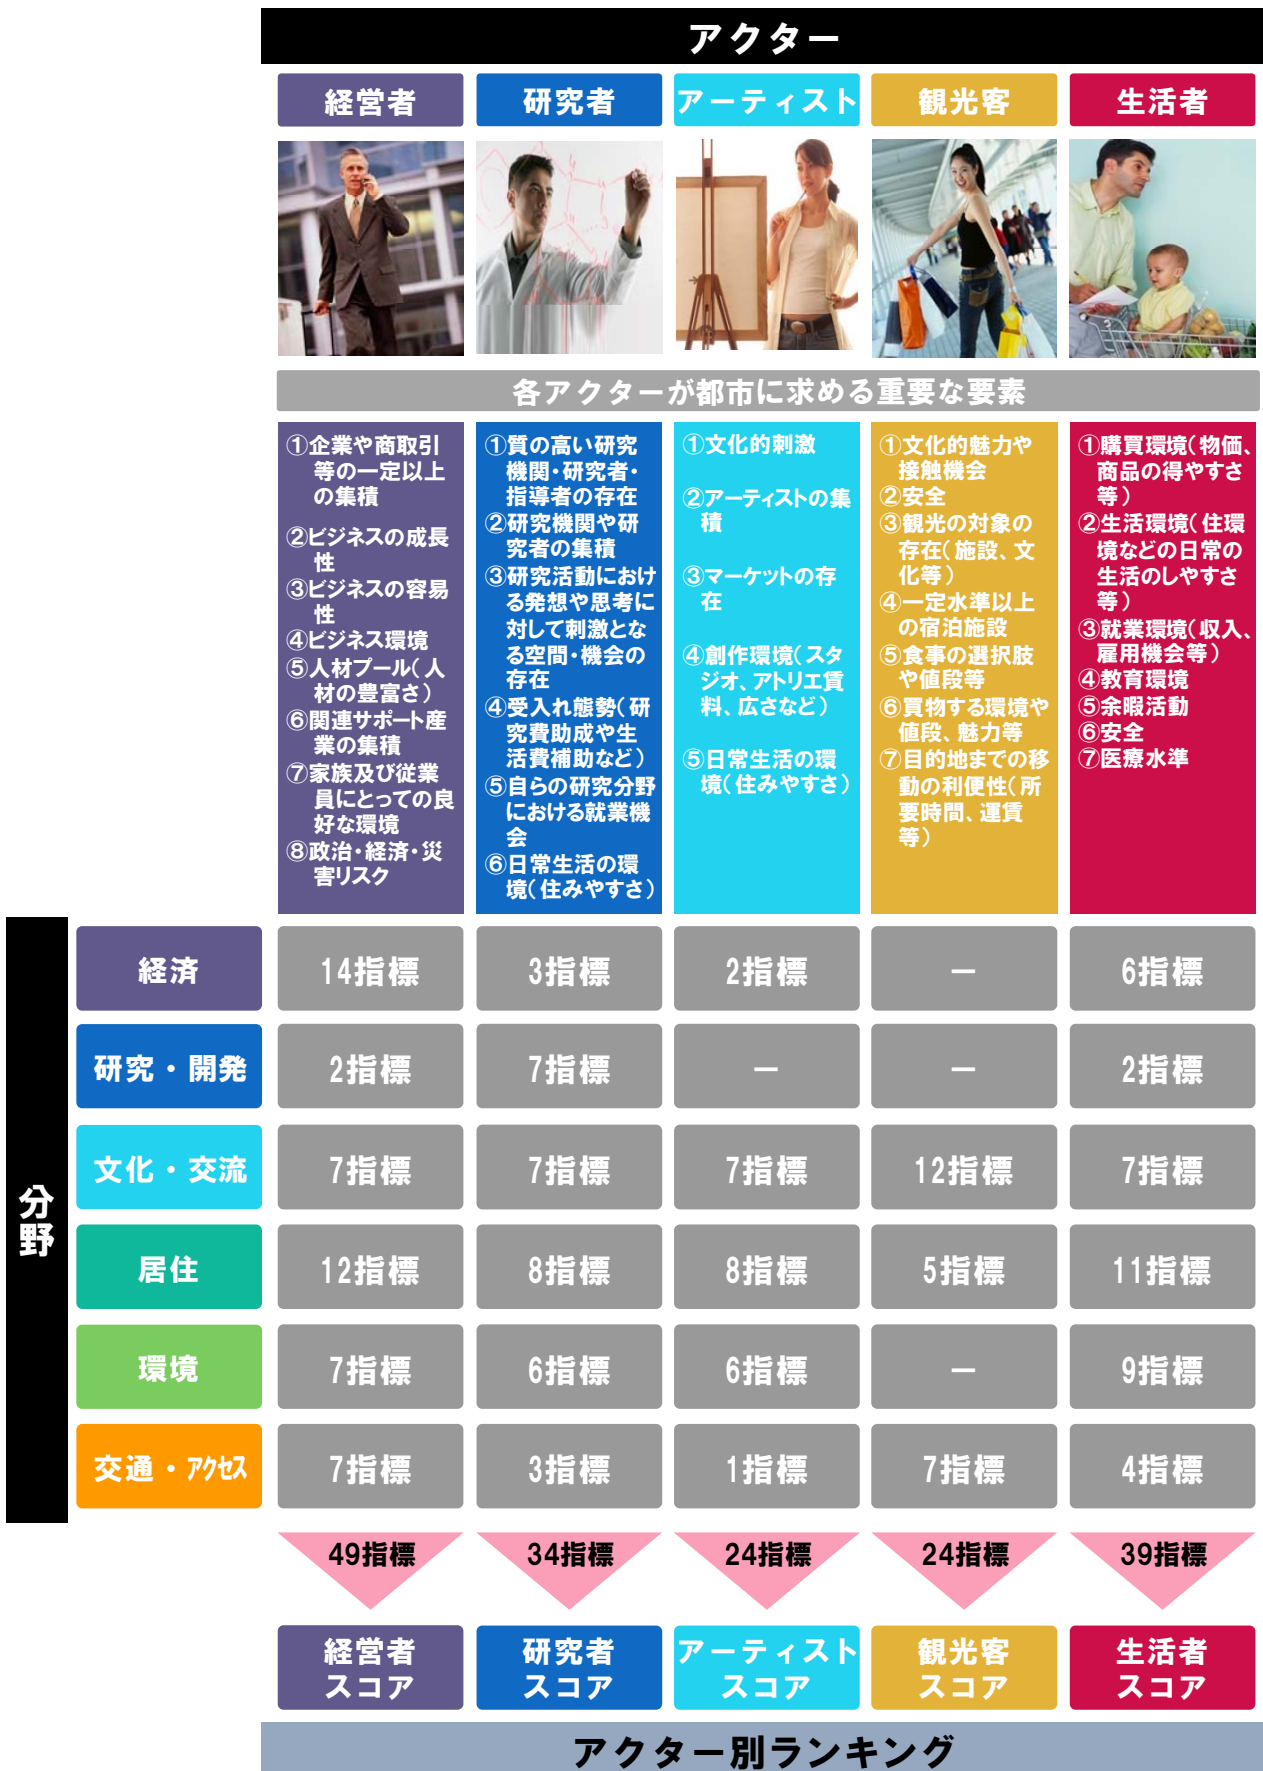 アクター
経営者
研究者
アーティスト
観光客
生活者
各アクターが都市に求める重要な要素
①企業や商取引
等の一定以上
の集積
②ビジネスの成長
性
③ビジネスの容易
性
④ビジネス環境
⑤人材プール(人
材の豊富さ)
⑥関連サポート産
業の集積
⑦家族及び従業
員にとっての良
好な環境
⑧政治・経済・災
害リスク
①質の高い研究
機関・研究者・
指導者の存在
②研究機関や研
究者の集積
③研究活動におけ
る発想や思考に
対して刺激とな
る空間・機会の
存在
④受入れ態勢(研
究費助成や生
活費補助など)
⑤自らの研究分野
における就業機
会
⑥日常生活の環
境(住みやすさ)
①文化的刺激
②アーティストの集
積
③マーケットの存
在
④創作環境(スタ
ジオ、アトリエ賃
料、広さなど)
⑤日常生活の環
境(住みやすさ)
①文化的魅力や
接触機会
②安全
③観光の対象の
存在(施設、文
化等)
④一定水準以上
の宿泊施設
⑤食事の選択肢
や値段等
⑥買物する環境や
値段、魅力等
⑦目的地までの移
動の利便性(所
要時間、運賃
等)
①購買環境(物価、
商品の得やすさ
等)
②生活環境(住環
境などの日常の
生活のしやすさ
等)
③就業環境(収入、
雇用機会等)
④教育環境
⑤余暇活動
⑥安全
⑦医療水準
分野
経済 14指標 3指標 2指標 － 6指標
研究・開発 2指標 7指標 － － 2指標
文化・交流 7指標 7指標 7指標 12指標 7指標
居住 12指標 8指標 8指標 5指標 11指標
環境 7指標 6指標 6指標 － 9指標
交通・アクセス 7指標 3指標 1指標 7指標 4指標
49指標 34指標 24指標 24指標 39指標
経営者
スコア
研究者
スコア
アーティスト
スコア
観光客
スコア
生活者
スコア
アクター別ランキング